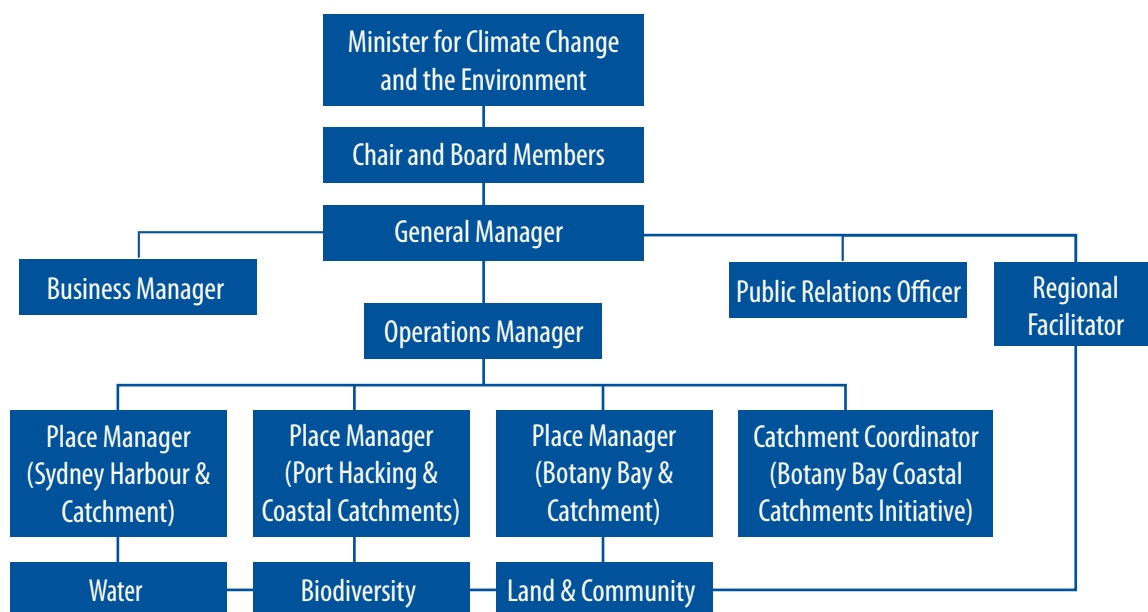 Minister for Climate Change
and the Environment
Chair and Board Members
General Manager
Business Manager
Public Relations Officer
Regional
Facilitator
Operations Manager
Place Manager
(Sydney Harbour &
Catchment)
Place Manager
(Port Hacking &
Coastal Catchments)
Place Manager
(Botany Bay &
Catchment)
Catchment Coordinator
(Botany Bay Coastal
Catchments Initiative)
Water
Biodiversity
Land & Community